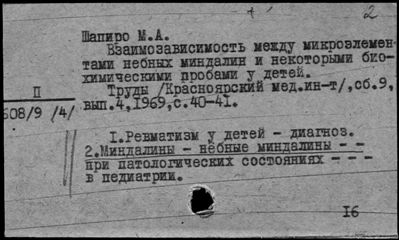 2
Шапиро М.А.
Взаимозависимость между микроэлемен-
тами небных миндалин и некоторыми био-
химическими пробами у детей.
Труды /Красноярский мед.ин-т/,сб.9,
вып.4,1969,с.40-41.
П
608/9 /4/
1.Ревматизм у детей - диагноз.
2.Миндалины - небные миндалины - -
при патологических состояниях - - -
в педиатрии.
16